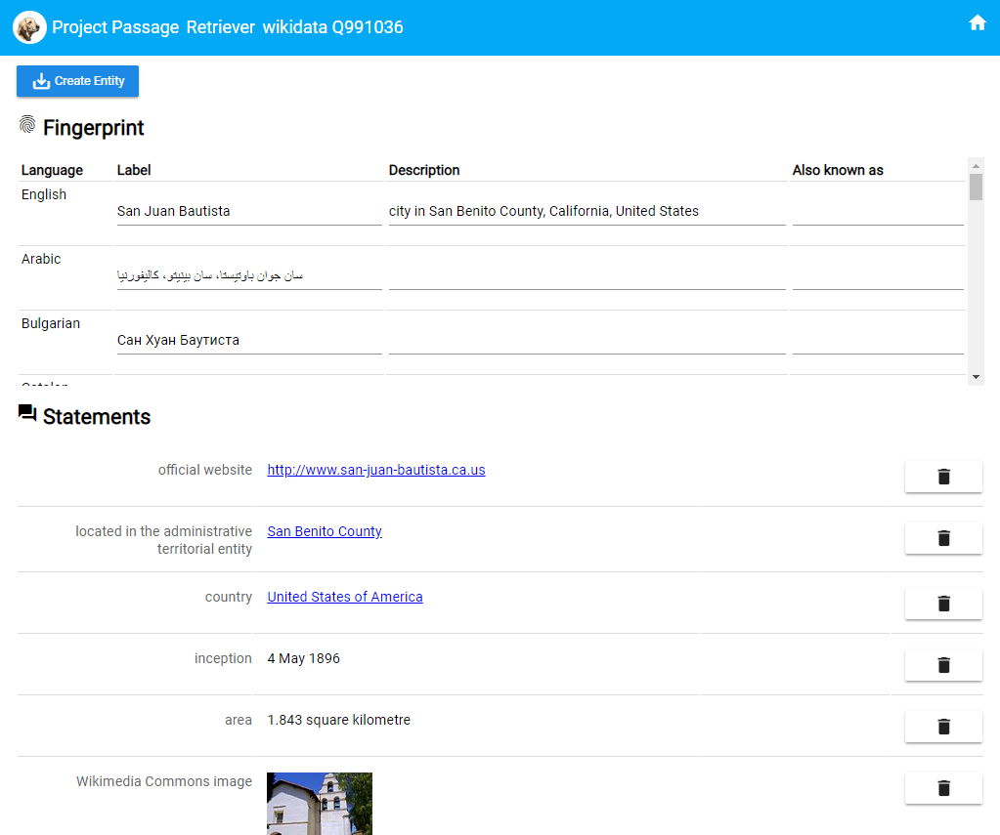 Project Passage Retriever wikidata Q991036
Create Entity
Fingerprint
Language Label Description Also known as
English
San Juan Bautista city in San Benito County, California, United States
Arabic
سان جوان باوتيستا، سان بينيتو، كاليفورنيا
Bulgarian
Сан Хуан Баутиста
Catalan
Statements
official website http://www.san-juan-bautista.ca.us
located in the administrative San Benito County
territorial entity
country United States of America
inception 4 May 1896
area 1.843 square kilometre
Wikimedia Commons image